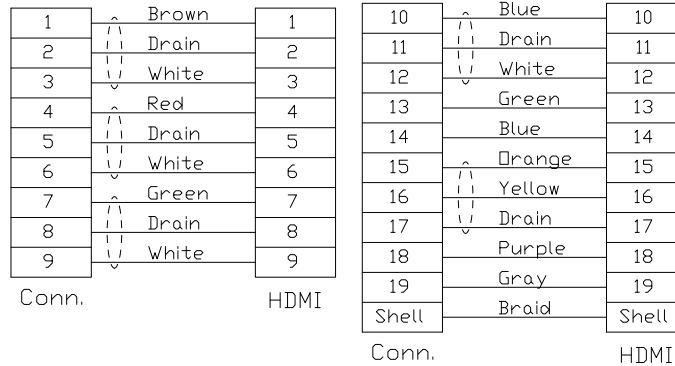 1 Brown 1
2 Drain 2
3 White 3
4 Red 4
5 Drain 5
6 White 6
7 Green 7
8 Drain 8
9 White 9
Conn. HDMI
10 Blue 10
11 Drain 11
12 White 12
13 Green 13
14 Blue 14
15 Orange 15
16 Yellow 16
17 Drain 17
18 Purple 18
19 Gray 19
Shell Braid Shell
Conn. HDMI